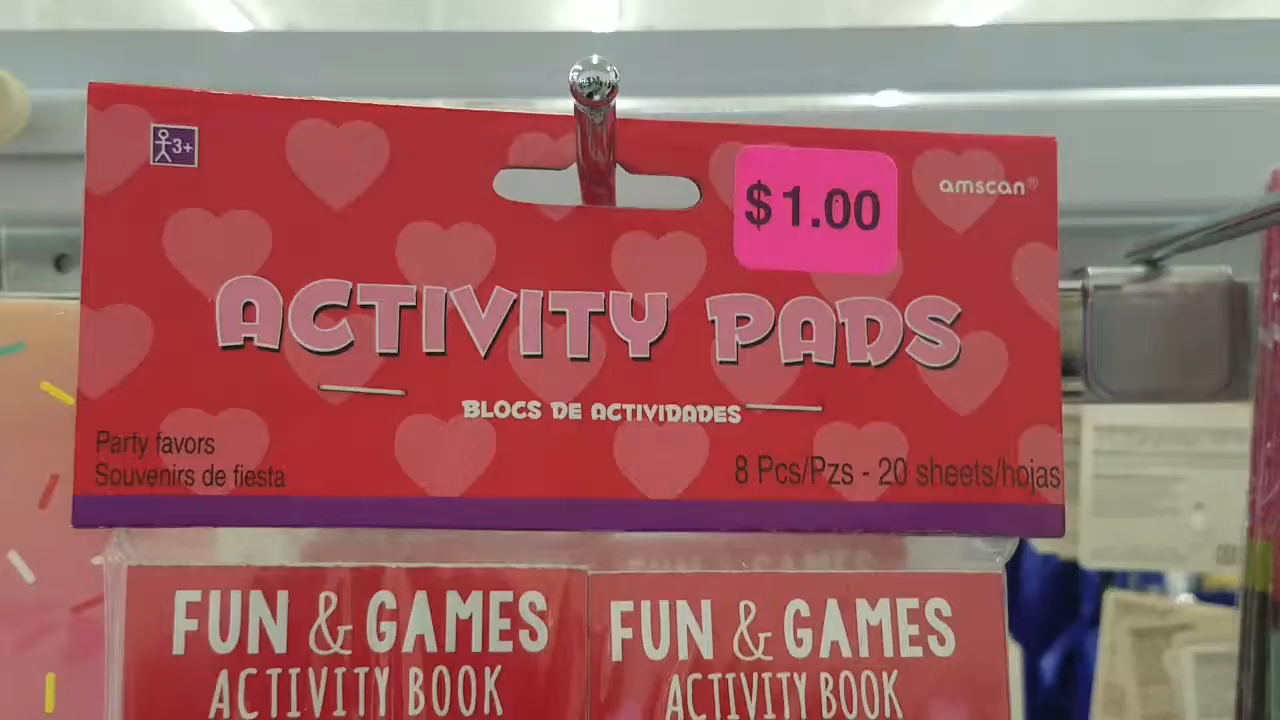 3+
$1.00
amscan®
ACTIVITY PADS
BLOCS DE ACTIVIDADES
Party favors
Souvenirs de fiesta
8 Pcs/Pzs - 20 sheets/hojas
FUN & GAMES
ACTIVITY BOOK
FUN & GAMES
ACTIVITY BOOK